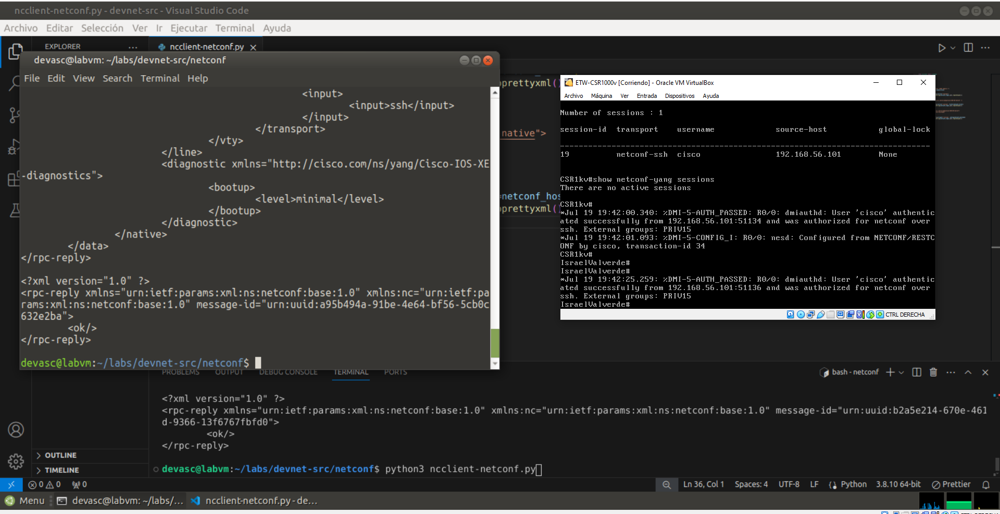 ncclient-netconf.py - devnet-src - Visual Studio Code
Archivo Editar Selección Ver Ir Ejecutar Terminal Ayuda
EXPLORER ... ncclient-netconf.py
devasc@labvm: ~/labs/devnet-src/netconf
File Edit View Search Terminal Help
<input>
<input>ssh</input>
</input>
</transport>
</vty>
</line>
<diagnostic xmlns="http://cisco.com/ns/yang/Cisco-IOS-XE
-diagnostics">
<bootup>
<level>minimal</level>
</bootup>
</diagnostic>
</native>
</data>
</rpc-reply>
<?xml version="1.0" ?>
<rpc-reply xmlns="urn:ietf:params:xml:ns:netconf:base:1.0" xmlns:nc="urn:ietf:pa
rams:xml:ns:netconf:base:1.0" message-id="urn:uuid:a95b494a-91be-4e64-bf56-5cb0c
632e2ba">
<ok/>
</rpc-reply>
devasc@labvm:~/labs/devnet-src/netconf$
prettyxml()
native">
=netconf_hos
prettyxml()
ETW-CSR1000v [Corriendo] - Oracle VM VirtualBox
Archivo Máquina Ver Entrada Dispositivos Ayuda
Number of sessions : 1
session-id transport username source-host global-lock
--------------------------------------------------------------------------------
19 netconf-ssh cisco 192.168.56.101 None
CSR1kv#show netconf-yang sessions
There are no active sessions
CSR1kv#
*Jul 19 19:42:00.340: %DMI-5-AUTH_PASSED: R0/0: dmiauthd: User 'cisco' authentic
ated successfully from 192.168.56.101:51134 and was authorized for netconf over
ssh. External groups: PRIV15
*Jul 19 19:42:01.093: %DMI-5-CONFIG_I: R0/0: nesd: Configured from NETCONF/RESTC
ONF by cisco, transaction-id 34
CSR1kv#
IsraelValverde#
IsraelValverde#
*Jul 19 19:42:25.259: %DMI-5-AUTH_PASSED: R0/0: dmiauthd: User 'cisco' authentic
ated successfully from 192.168.56.101:51136 and was authorized for netconf over
ssh. External groups: PRIV15
IsraelValverde#
CTRL DERECHA
PROBLEMS OUTPUT DEBUG CONSOLE TERMINAL PORTS bash - netconf
<?xml version="1.0" ?>
<rpc-reply xmlns="urn:ietf:params:xml:ns:netconf:base:1.0" xmlns:nc="urn:ietf:params:xml:ns:netconf:base:1.0" message-id="urn:uuid:b2a5e214-670e-461
d-9366-13f6767fbfd0">
<ok/>
</rpc-reply>
devasc@labvm:~/labs/devnet-src/netconf$ python3 ncclient-netconf.py
OUTLINE
TIMELINE
0 0 0 Ln 36, Col 1 Spaces: 4 UTF-8 LF Python 3.8.10 64-bit Prettier
Menu devasc@labvm: ~/labs/... ncclient-netconf.py - de...